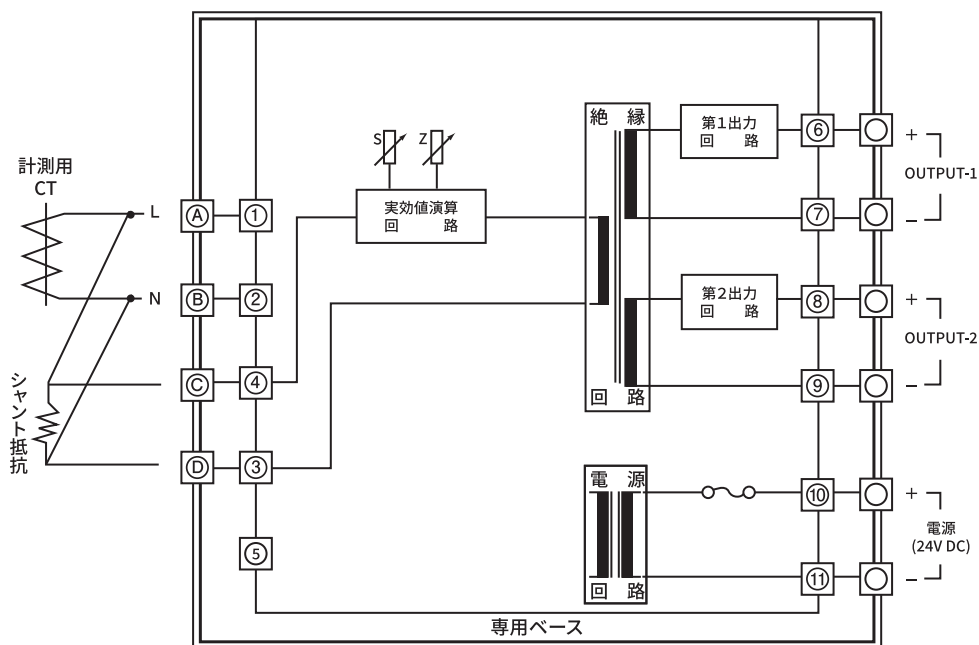 計測用
CT
L
N
シャント抵抗
A
B
C
D
1
2
4
3
5
S
Z
実効値演算
回路
絶縁
回路
第1出力
回路
第2出力
回路
電源
回路
6
7
8
9
10
11
+
OUTPUT-1
−
+
OUTPUT-2
−
+
電源
(24V DC)
−
専用ベース